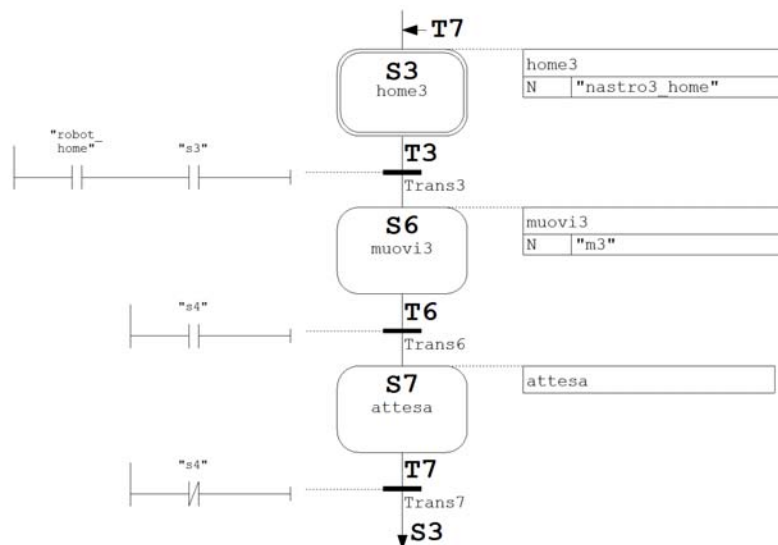 T7
S3
home3
home3
N "nastro3_home"
"robot_
home"
"s3"
T3
Trans3
S6
muovi3
muovi3
N "m3"
"s4"
T6
Trans6
S7
attesa
attesa
"s4"
T7
Trans7
S3